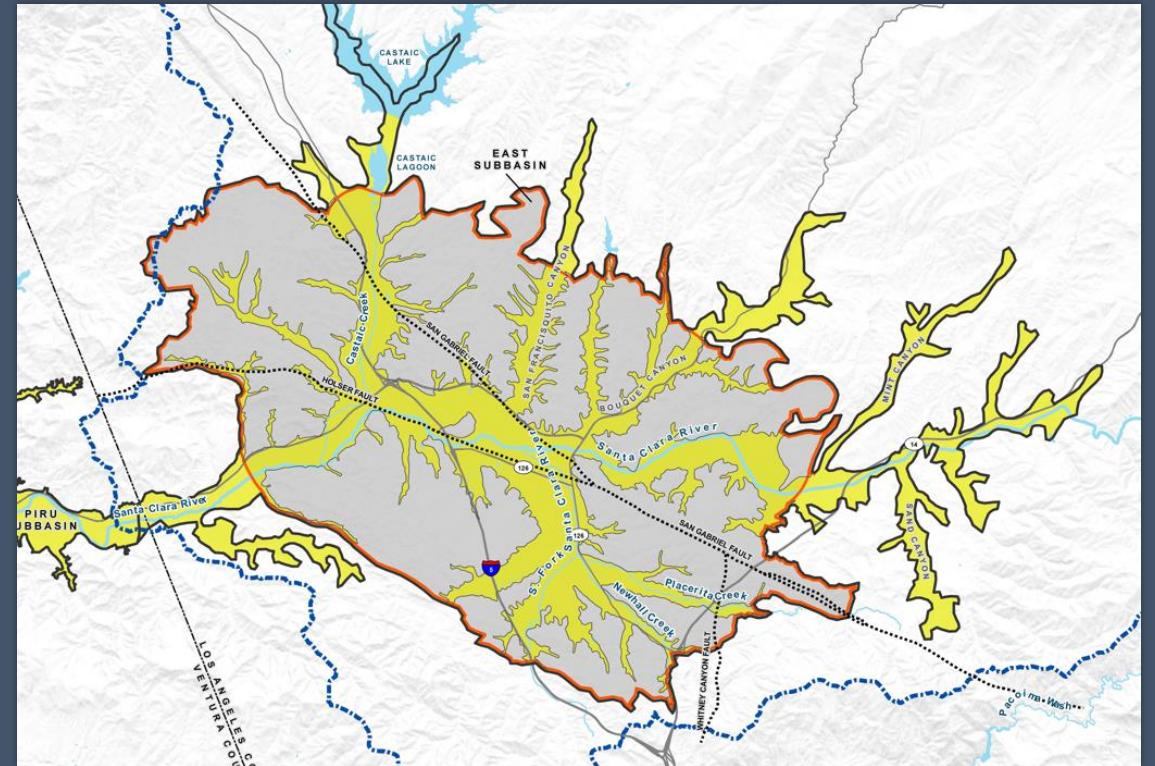 CASTAIC
LAKE
CASTAIC
LAGOON
EAST
SUBBASIN
SAN FRANCISQUITO CANYON
Castaic Creek
SAN GABRIEL FAULT
HOLSER FAULT
BOUQUET CANYON
MINT CANYON
Santa Clara River
14
126
PIRU
UBBASIN
Santa Clara River
SAND CANYON
S. Fork Santa Clara River
126
SAN GABRIEL FAULT
5
Placerita Creek
Newhall Creek
WHITNEY CANYON FAULT
LOS ANGELES CO
VENTURA COU
Pacoima Wash